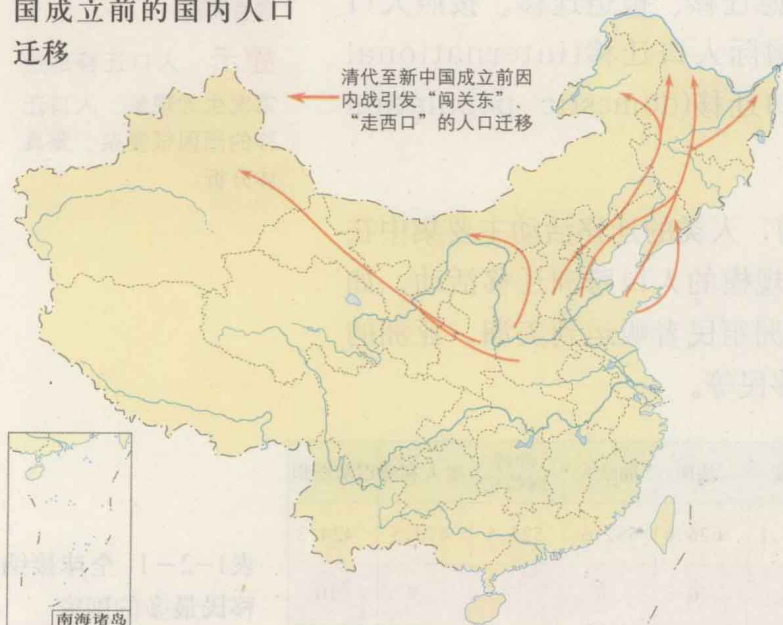 国成立前的国内人口
迁移
清代至新中国成立前因
内战引发“闯关东”
“走西口”的人口迁移
南海诸岛